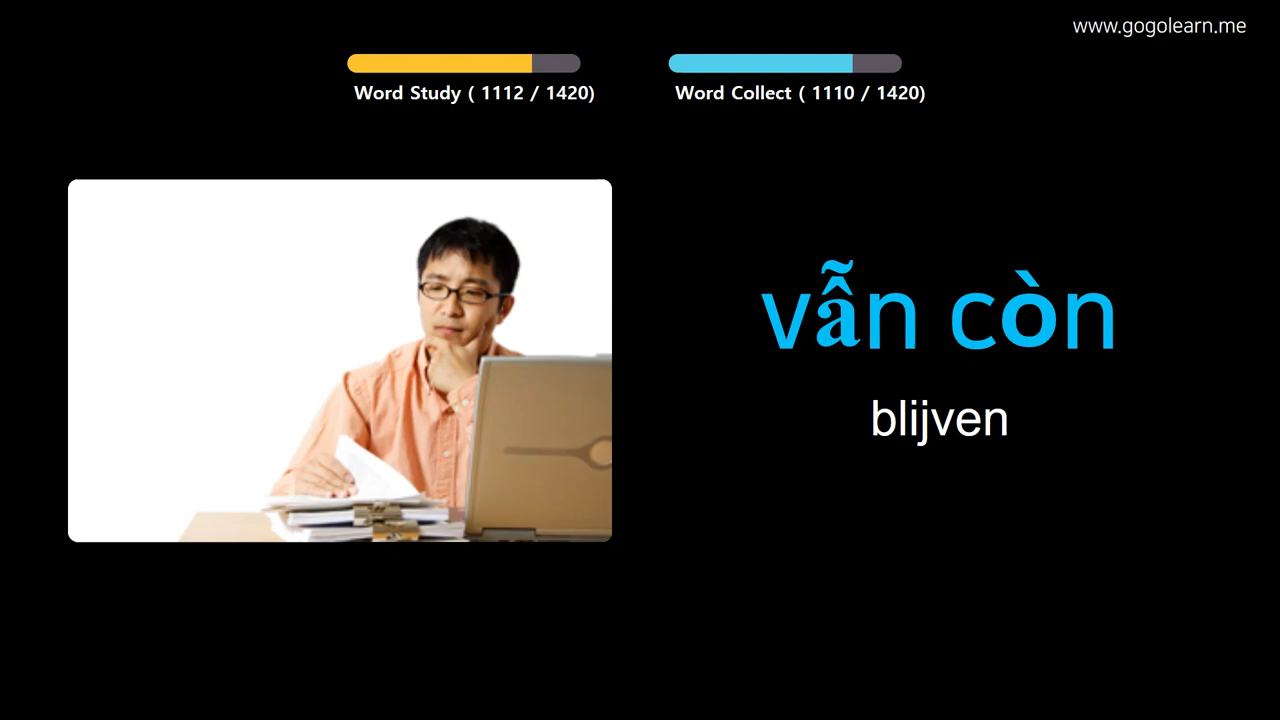 www.gogolearn.me
Word Study ( 1112 / 1420)
Word Collect ( 1110 / 1420)
vẫn còn
blijven